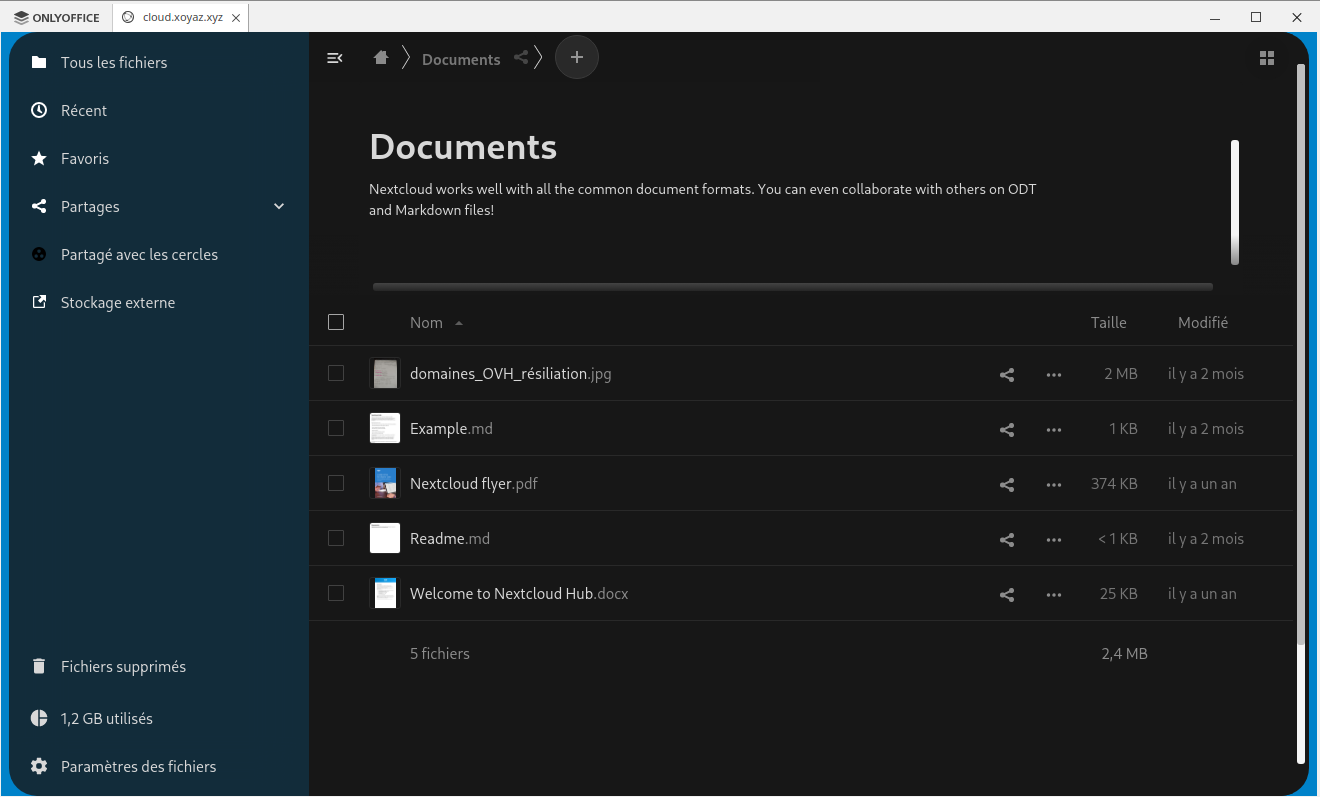 ONLYOFFICE
cloud.xoyaz.xyz
Tous les fichiers
Récent
Favoris
Partages
Partagé avec les cercles
Stockage externe
Fichiers supprimés
1,2 GB utilisés
Paramètres des fichiers
Documents
Documents
Nextcloud works well with all the common document formats. You can even collaborate with others on ODT
and Markdown files!
Nom Taille Modifié
domaines_OVH_résiliation.jpg 2 MB il y a 2 mois
Example.md 1 KB il y a 2 mois
Nextcloud flyer.pdf 374 KB il y a un an
Readme.md < 1 KB il y a 2 mois
Welcome to Nextcloud Hub.docx 25 KB il y a un an
5 fichiers 2,4 MB